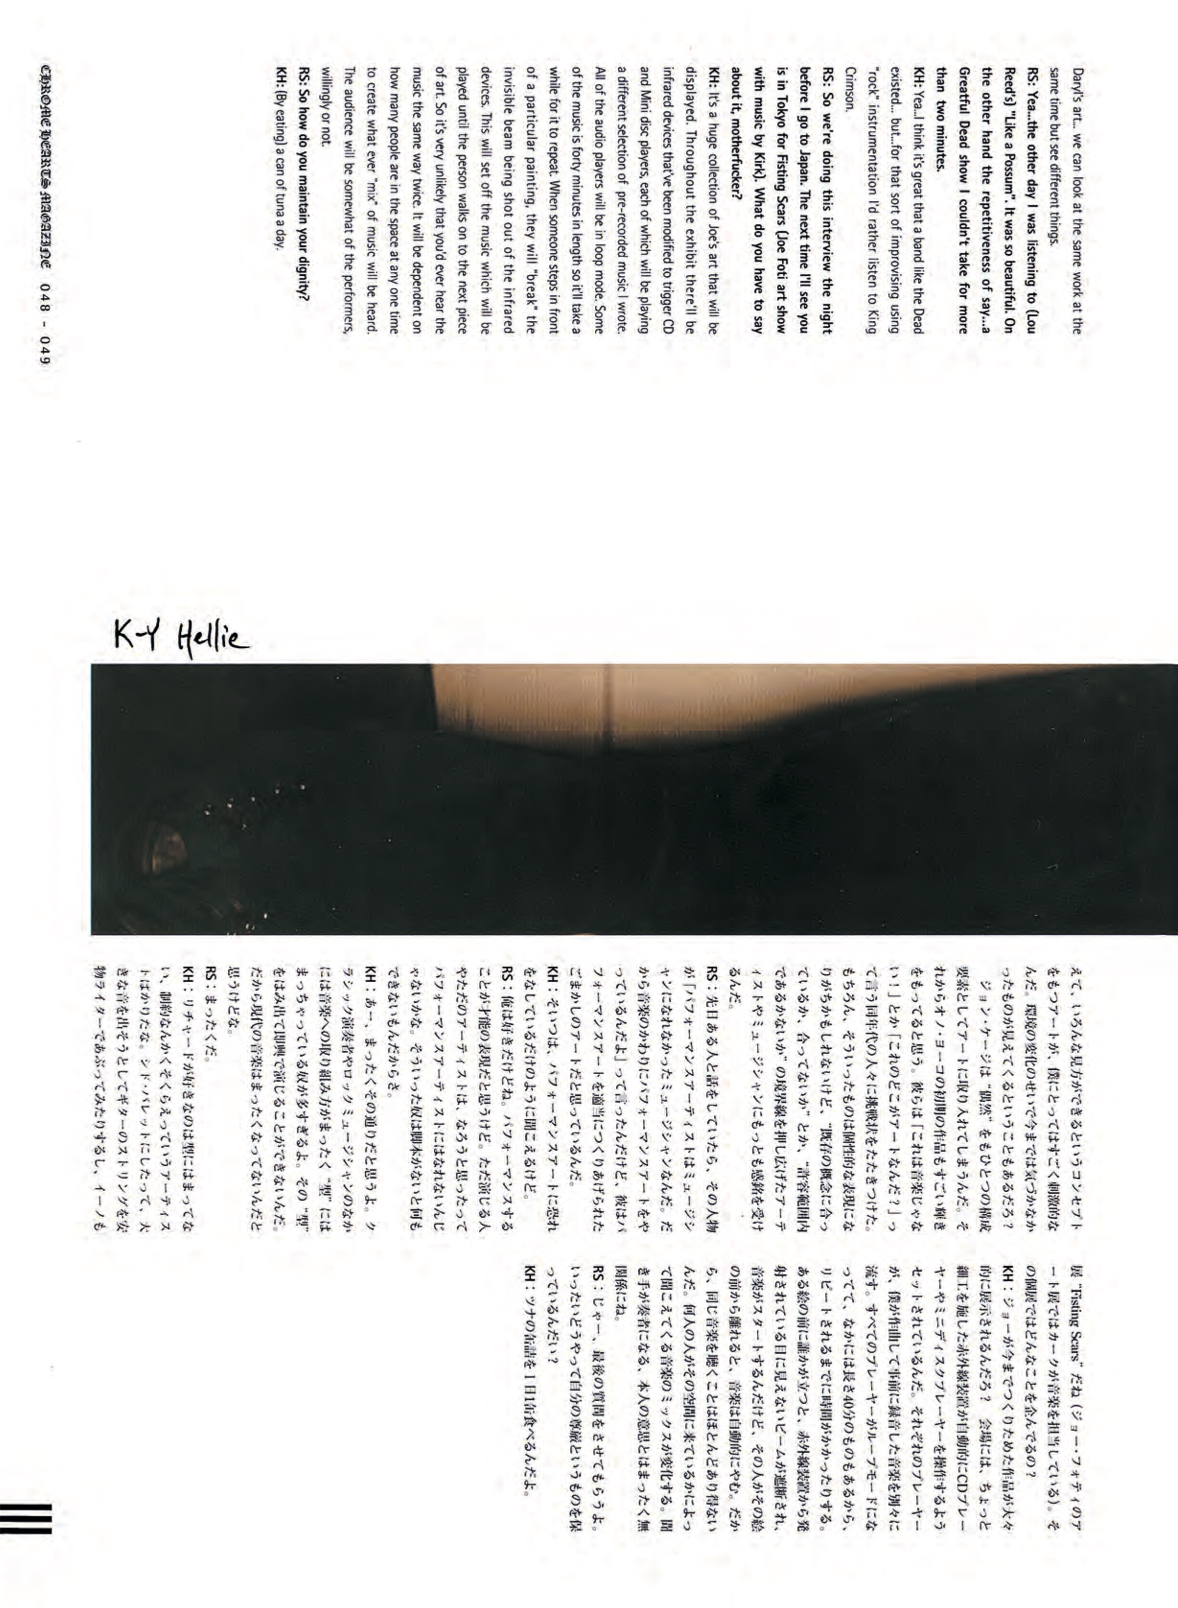 Daryl's art... we can look at the same work at the
same time but see different things.
RS: Yea...the other day I was listening to (Lou
Reed's) "Like a Possum". It was so beautiful. On
the other hand the repetitiveness of say...a
Greatful Dead show I couldn't take for more
than two minutes.
KH: Yea..I think it's great that a band like the Dead
existed... but...for that sort of improvising using
"rock" instrumentation I'd rather listen to King
Crimson.
RS: So we're doing this interview the night
before I go to Japan. The next time I'll see you
is in Tokyo for Fisting Scars (Joe Foti art show
with music by Kirk). What do you have to say
about it, motherfucker?
KH: It's a huge collection of Joe's art that will be
displayed. Throughout the exhibit there'll be
infrared devices that've been modified to trigger CD
and Mini disc players, each of which will be playing
a different selection of pre-recorded music I wrote.
All of the audio players will be in loop mode. Some
of the music is forty minutes in length so it'll take a
while for it to repeat. When someone steps in front
of a particular painting, they will "break" the
invisible beam being shot out of the infrared
devices. This will set off the music which will be
played until the person walks on to the next piece
of art. So it's very unlikely that you'd ever hear the
music the same way twice. It will be dependent on
how many people are in the space at any one time
to create what ever "mix" of music will be heard.
The audience will be somewhat of the performers,
willingly or not.
RS: So how do you maintain your dignity?
KH: (By eating) a can of tuna a day.
CHROME HEARTS MAGAZINE 048 - 049
K-Y Hellie
えて、いろんな見方ができるというコンセプト
をもつアートが、僕にとってはすごく刺激的な
んだ。環境の変化のせいで今までは気づかなか
ったものが見えてくるということもあるだろ？
ジョン・ケージは“偶然”をもひとつの構成
要素としてアートに取り入れてしまうんだ。そ
れからオノ・ヨーコの初期の作品もすごい輝き
をもってると思う。彼らは「これは音楽じゃな
い！」とか「これのどこがアートなんだ？」っ
て言う同年代の人々に挑戦状をたたきつけた。
もちろん、そういったものは個性的な表現にな
りがちかもしれないけど、“既存の概念に合っ
ているか、合ってないか”とか、“許容範囲内
であるかないか”の境界線を押し広げたアーテ
ィストやミュージシャンにもっとも感銘を受け
るんだ。
RS：先日ある人と話をしていたら、その人物
が「パフォーマンスアーティストはミュージシ
ャンになれなかったミュージシャンなんだ。だ
から音楽のかわりにパフォーマンスアートをや
っているんだよ」って言ったんだけど、彼はパ
フォーマンスアートを適当につくりあげられた
ごまかしのアートだと思っているんだ。
KH：そいつは、パフォーマンスアートに恐れ
をなしているだけのように聞こえるけど。
RS：俺は好きだけどね。パフォーマンスする
ことが才能の表現だと思うけど。ただ演じる人
やただのアーティストは、なろうと思ったって
パフォーマンスアーティストにはなれないんじ
ゃないかな。そういった奴は脚本がないと何も
できないもんだからさ。
KH：あー、まったくその通りだと思うよ。ク
ラシック演奏者やロックミュージシャンのなか
には音楽への取り組み方がまったく“型”には
まっちゃっている奴が多すぎるよ。その“型”
をはみ出て即興で演じることができないんだ。
だから現代の音楽はまったくなってないんだと
思うけどな。
RS：まったくだ。
KH：リチャードが好きなのは型にはまってな
い、制約なんかくそくらえっていうアーティス
トばかりだな。シド・バレットにしたって、大
きな音を出そうとしてギターのストリングを安
物ライターであぶってみたりするし、イーノも
展“Fisting Scars”だね（ジョー・フォティのア
ート展ではカークが音楽を担当している）。そ
の個展ではどんなことを企んでるの？
KH：ジョーが今までつくりためた作品が大々
的に展示されるんだろ？ 会場には、ちょっと
細工を施した赤外線装置が自動的にCDプレー
ヤーやミニディスクプレーヤーを操作するよう
セットされているんだ。それぞれのプレーヤー
が、僕が作曲して事前に録音した音楽を別々に
流す。すべてのプレーヤーがループモードにな
ってて、なかには長さ40分のものもあるから、
リピートされるまでに時間がかかったりする。
ある絵の前に誰かが立つと、赤外線装置から発
射されている目に見えないビームが遮断され、
音楽がスタートするんだけど、その人がその絵
の前から離れると、音楽は自動的にやむ。だか
ら、同じ音楽を聴くことはほとんどあり得ない
んだ。何人の人がその空間に来ているかによっ
て聞こえてくる音楽のミックスが変化する。聞
き手が奏者になる、本人の意思とはまったく無
関係にね。
RS：じゃー、最後の質問をさせてもらうよ。
いったいどうやって自分の尊厳というものを保
っているんだい？
KH：ツナの缶詰を1日1缶食べるんだよ。